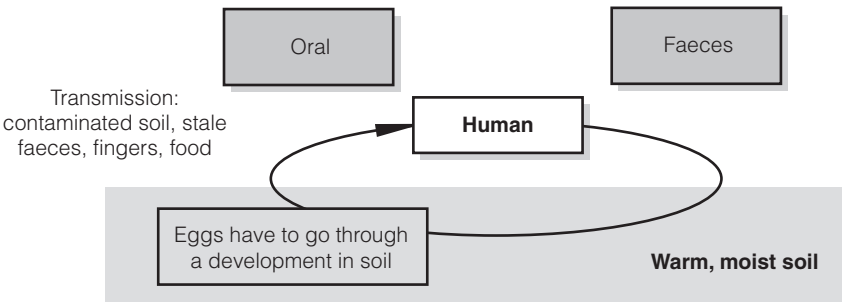 Oral
Faeces
Transmission:
contaminated soil, stale
faeces, fingers, food
Human
Eggs have to go through
a development in soil
Warm, moist soil